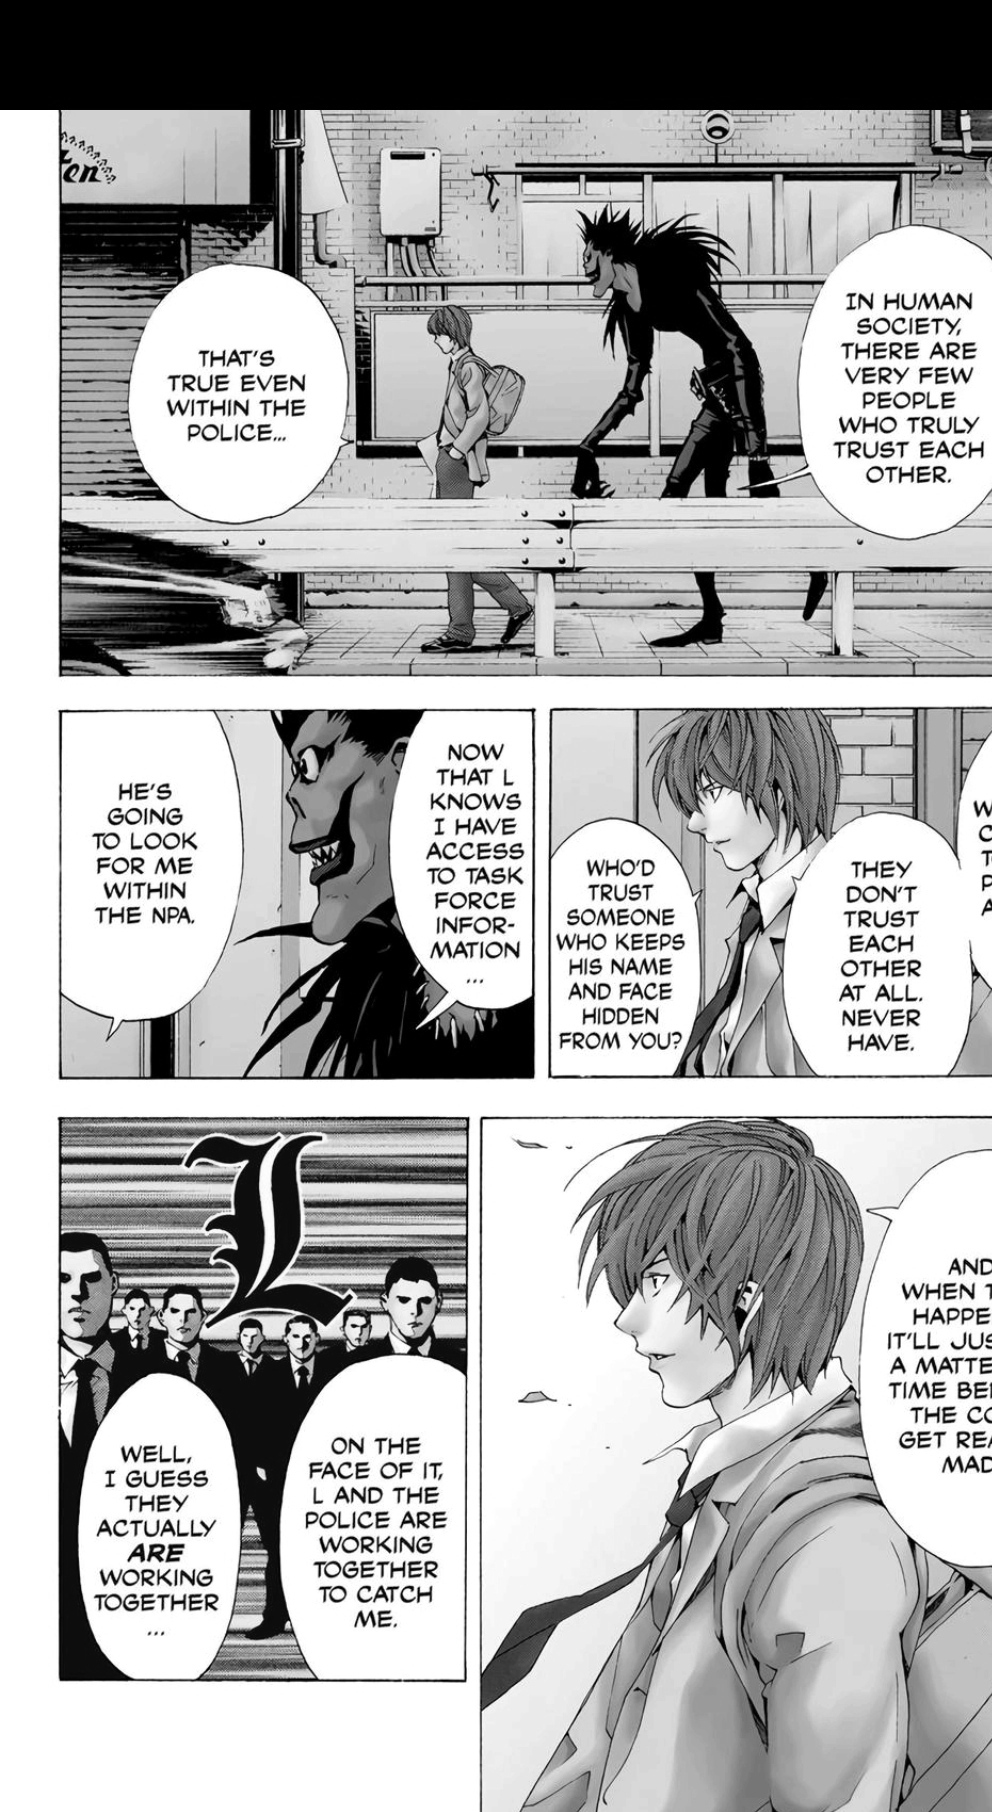 IN HUMAN
SOCIETY,
THERE ARE
VERY FEW
PEOPLE
WHO TRULY
TRUST EACH
OTHER.
THAT'S
TRUE EVEN
WITHIN THE
POLICE...
THEY
DON'T
TRUST
EACH
OTHER
AT ALL.
NEVER
HAVE.
WHO'D
TRUST
SOMEONE
WHO KEEPS
HIS NAME
AND FACE
HIDDEN
FROM YOU?
NOW
THAT L
KNOWS
I HAVE
ACCESS
TO TASK
FORCE
INFOR-
MATION
...
HE'S
GOING
TO LOOK
FOR ME
WITHIN
THE NPA.
AND
WHEN
HAPPE
IT'LL JUS
A MATTE
TIME BE
THE CO
GET REA
MAD
L
ON THE
FACE OF IT,
L AND THE
POLICE ARE
WORKING
TOGETHER
TO CATCH
ME.
WELL,
I GUESS
THEY
ACTUALLY
ARE
WORKING
TOGETHER
...